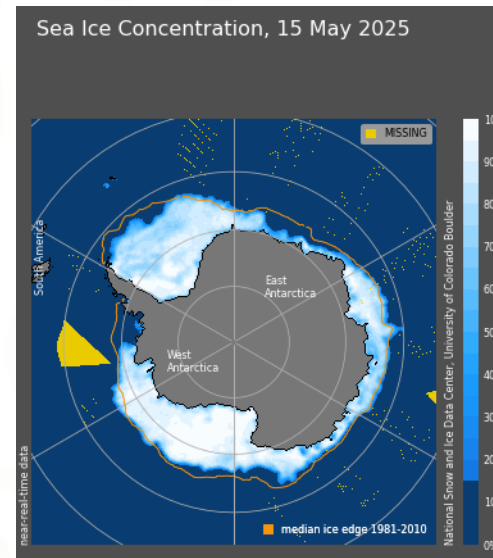 Sea Ice Concentration, 15 May 2025
MISSING
South America
East
Antarctica
West
Antarctica
near-real-time data
median ice edge 1981-2010
National Snow and Ice Data Center, University of Colorado Boulder
90
80
70
60
50
40
30
20
10